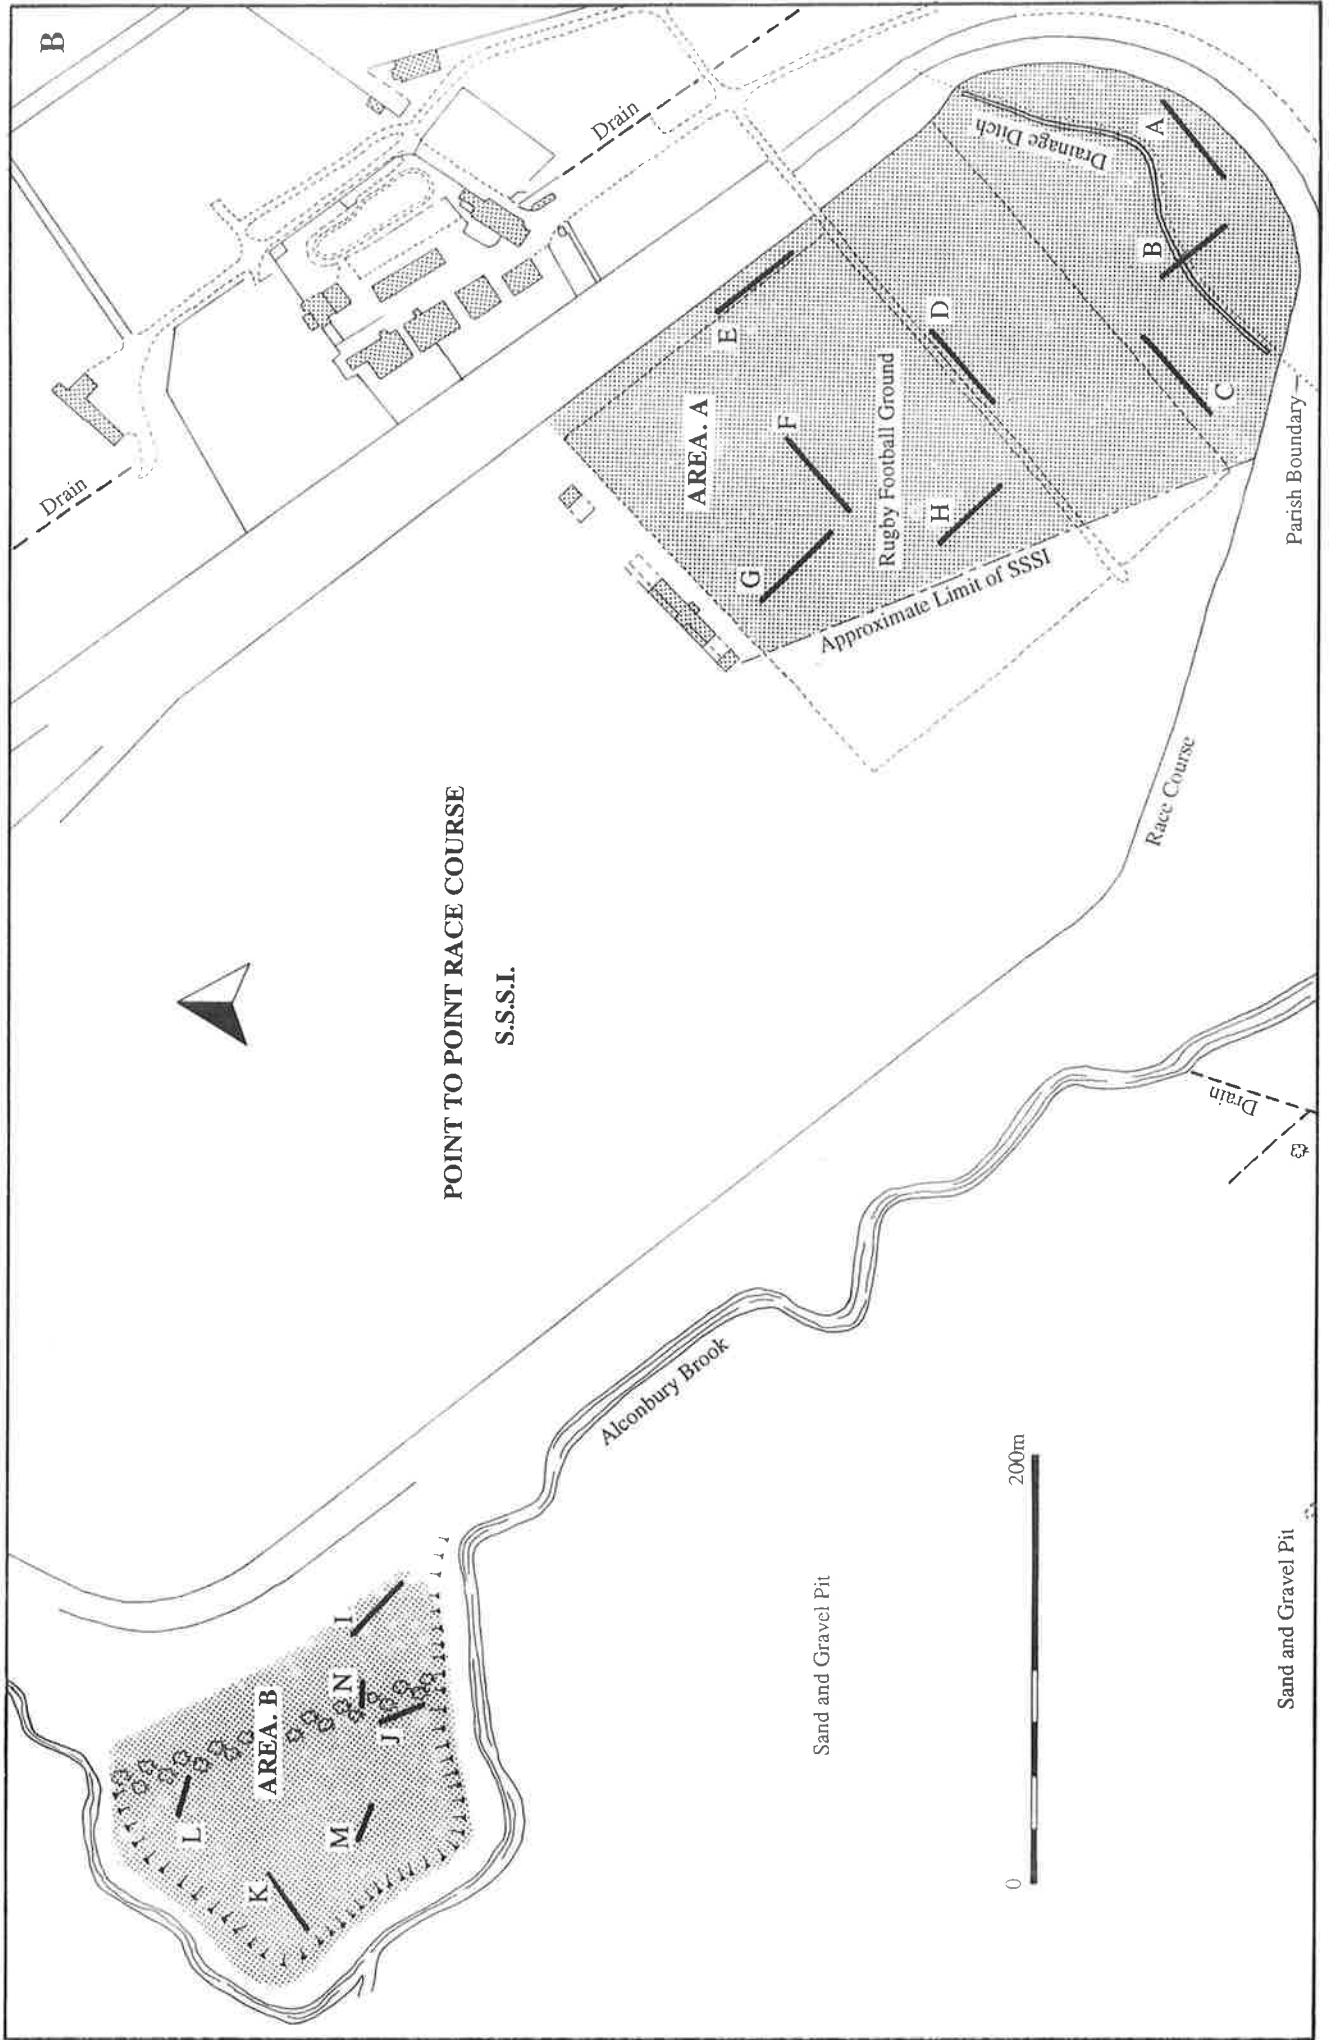 B
Drain
Drain
Drainage Ditch
A
B
C
D
E
F
G
H
AREA. A
Rugby Football Ground
Approximate Limit of SSSI
Parish Boundary
Race Course
POINT TO POINT RACE COURSE
S.S.S.I.
Drain
Alconbury Brook
I
N
J
AREA. B
L
M
K
0
200m
Sand and Gravel Pit
Sand and Gravel Pit